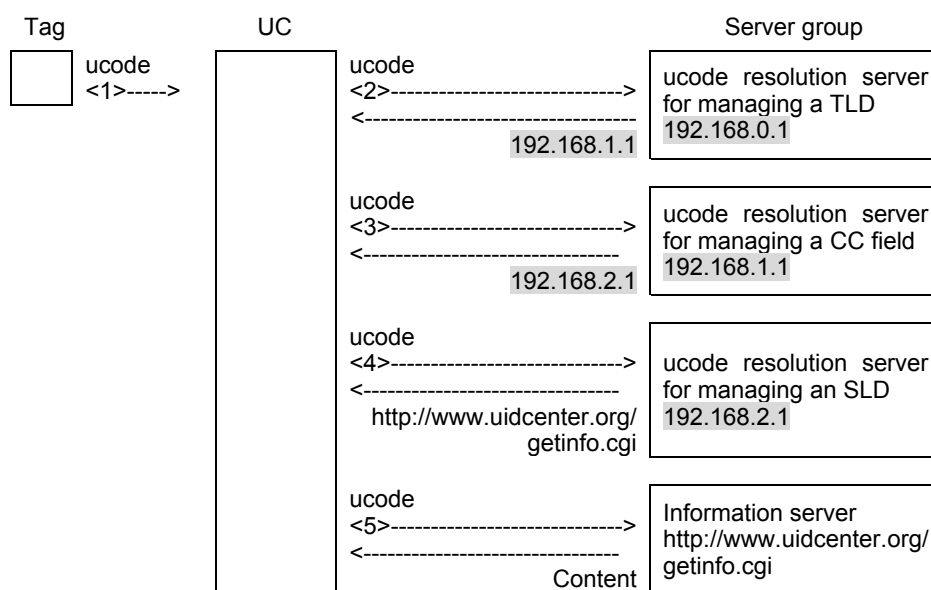 Tag UC Server group
ucode
<1>----->
ucode
<2>----------------------------->
<----------------------------------
192.168.1.1
ucode resolution server
for managing a TLD
192.168.0.1
ucode
<3>----------------------------->
<--------------------------------
192.168.2.1
ucode resolution server
for managing a CC field
192.168.1.1
ucode
<4>----------------------------->
<--------------------------------
http://www.uidcenter.org/
getinfo.cgi
ucode resolution server
for managing an SLD
192.168.2.1
ucode
<5>----------------------------->
<--------------------------------
Content
Information server
http://www.uidcenter.org/
getinfo.cgi